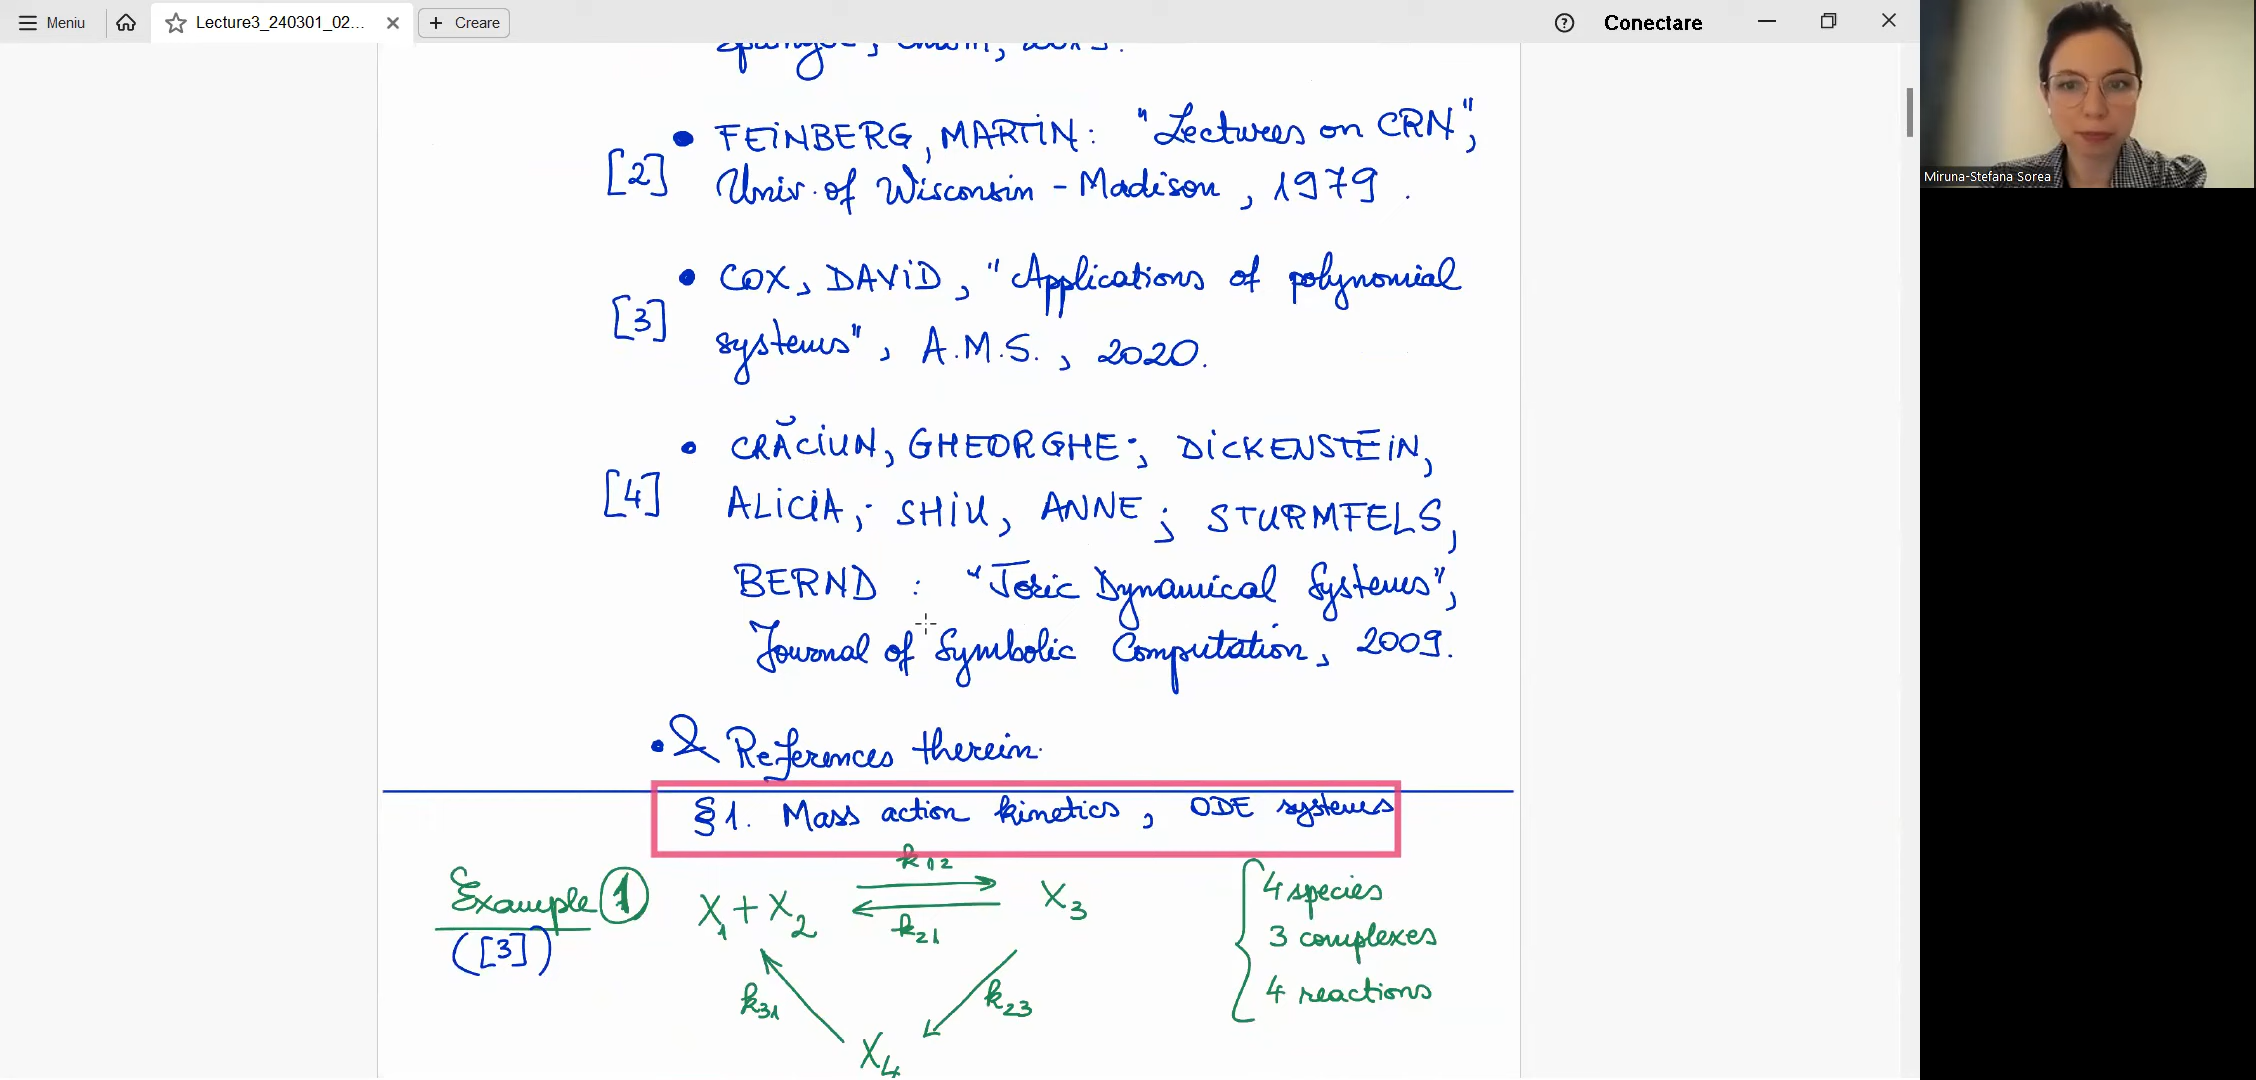 Meniu
Lecture3_240301_02...
Creare
Conectare
Miruna-Stefana Sorea
[2] • FEINBERG, MARTIN: "Lectures on CRN",
Univ. of Wisconsin - Madison, 1979.
[3] • COX, DAVID, "Applications of polynomial
systems", A.M.S., 2020.
[4] • CRĂCIUN, GHEORGHE; DICKENSTEIN,
ALICIA; SHIU, ANNE; STURMFELS,
BERND : "Toric Dynamical Systems",
Journal of Symbolic Computation, 2009.
• & References therein.
§1. Mass action kinetics, ODE systems
Example 1
([3])
k12
X1 + X2 ⇄ X3
k21
k31
k23
X4
4 species
3 complexes
4 reactions